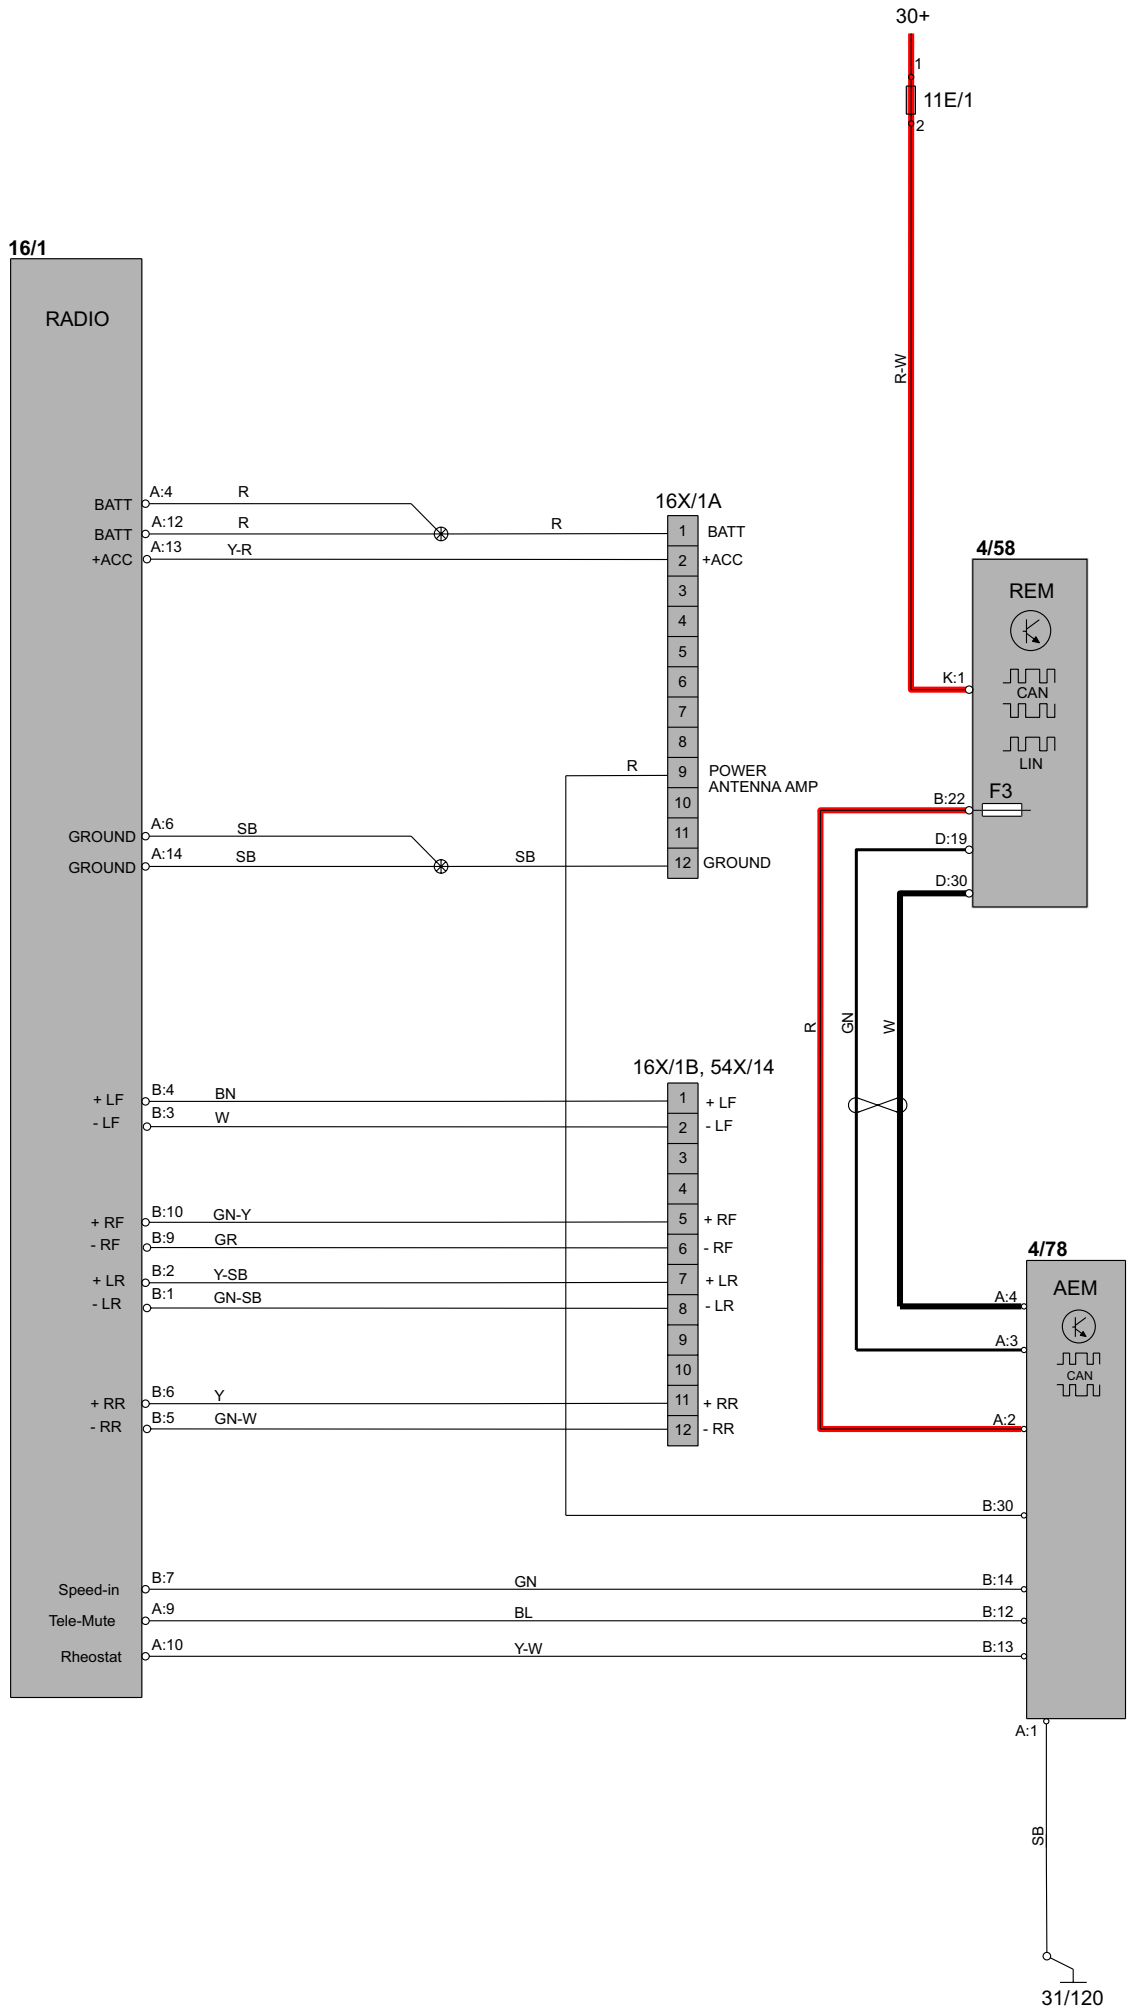 30+
1
11E/1
2
R-W
16/1
RADIO
BATT
A:4
R
BATT
A:12
R
R
+ACC
A:13
Y-R
GROUND
A:6
SB
GROUND
A:14
SB
SB
16X/1A
1
BATT
2
+ACC
3
4
5
6
7
8
R
9
POWER
ANTENNA AMP
10
11
12
GROUND
4/58
REM
CAN
LIN
K:1
F3
B:22
D:19
D:30
R
GN
W
+ LF
B:4
BN
- LF
B:3
W
+ RF
B:10
GN-Y
- RF
B:9
GR
+ LR
B:2
Y-SB
- LR
B:1
GN-SB
+ RR
B:6
Y
- RR
B:5
GN-W
16X/1B, 54X/14
1
+ LF
2
- LF
3
4
5
+ RF
6
- RF
7
+ LR
8
- LR
9
10
11
+ RR
12
- RR
4/78
AEM
CAN
A:4
A:3
A:2
B:30
Speed-in
B:7
GN
B:14
Tele-Mute
A:9
BL
B:12
Rheostat
A:10
Y-W
B:13
A:1
SB
31/120